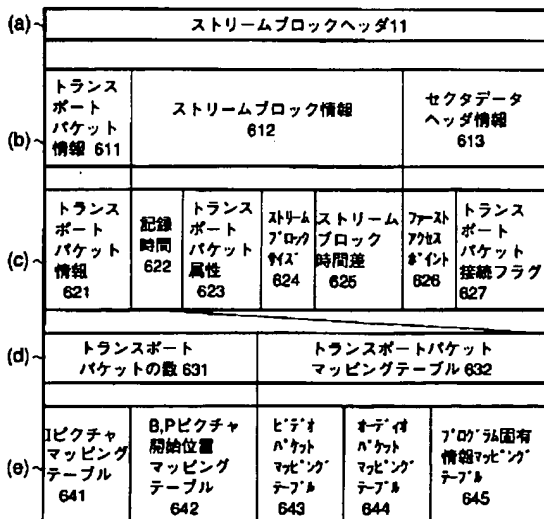 (a) ストリームブロックヘッダ11
(b) トランス
ポート
パケット
情報 611
ストリームブロック情報
612
セクタデータ
ヘッダ情報
613
(c) トランス
ポート
パケット
情報
621
記録
時間
622
トランス
ポート
パケット
属性
623
ストリーム
ブロック
サイズ
624
ストリーム
ブロック
時間差
625
ファースト
アクセス
ポイント
626
トランス
ポート
パケット
接続フラグ
627
(d) トランスポート
パケットの数 631
トランスポートパケット
マッピングテーブル 632
(e) Iピクチャ
マッピング
テーブル
641
B,Pピクチャ
開始位置
マッピング
テーブル
642
ビデオ
パケット
マッピング
テーブル
643
オーディオ
パケット
マッピング
テーブル
644
プログラム固有
情報マッピング
テーブル
645